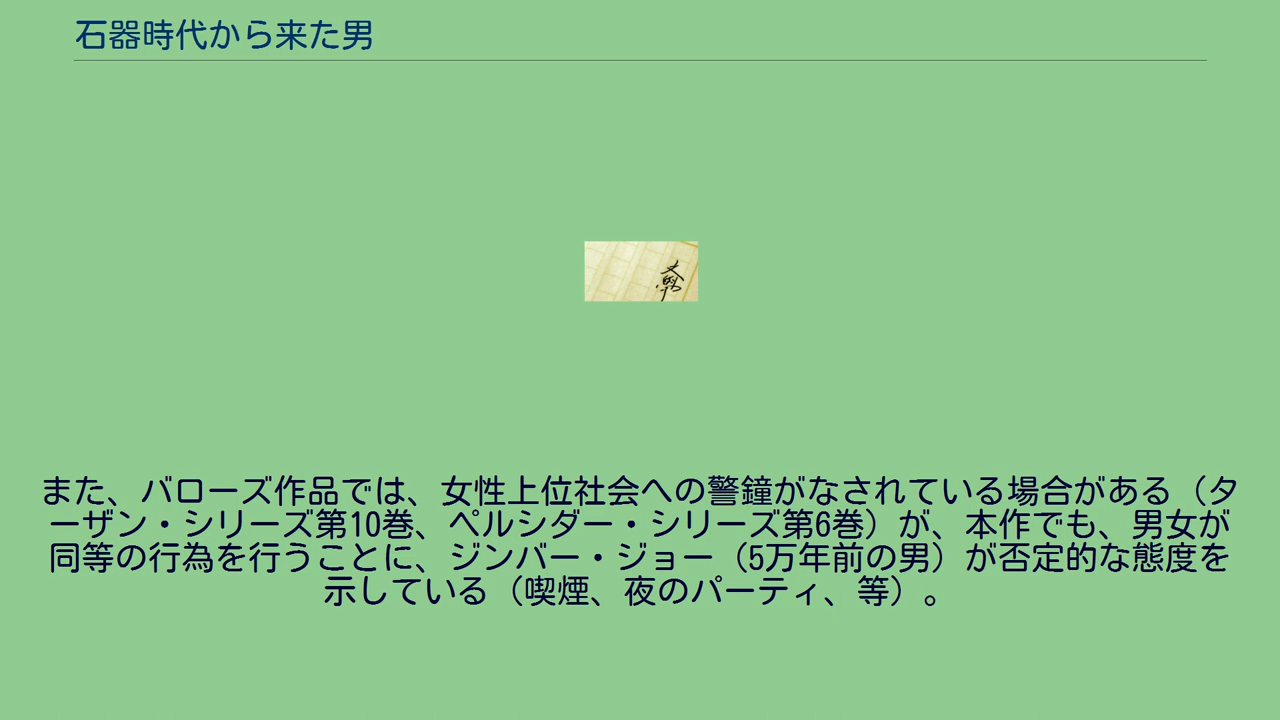 石器時代から来た男
また、バローズ作品では、女性上位社会への警鐘がなされている場合がある（タ
ーザン・シリーズ第10巻、ペルシダー・シリーズ第6巻）が、本作でも、男女が
同等の行為を行うことに、ジンバー・ジョー（5万年前の男）が否定的な態度を
示している（喫煙、夜のパーティ、等）。